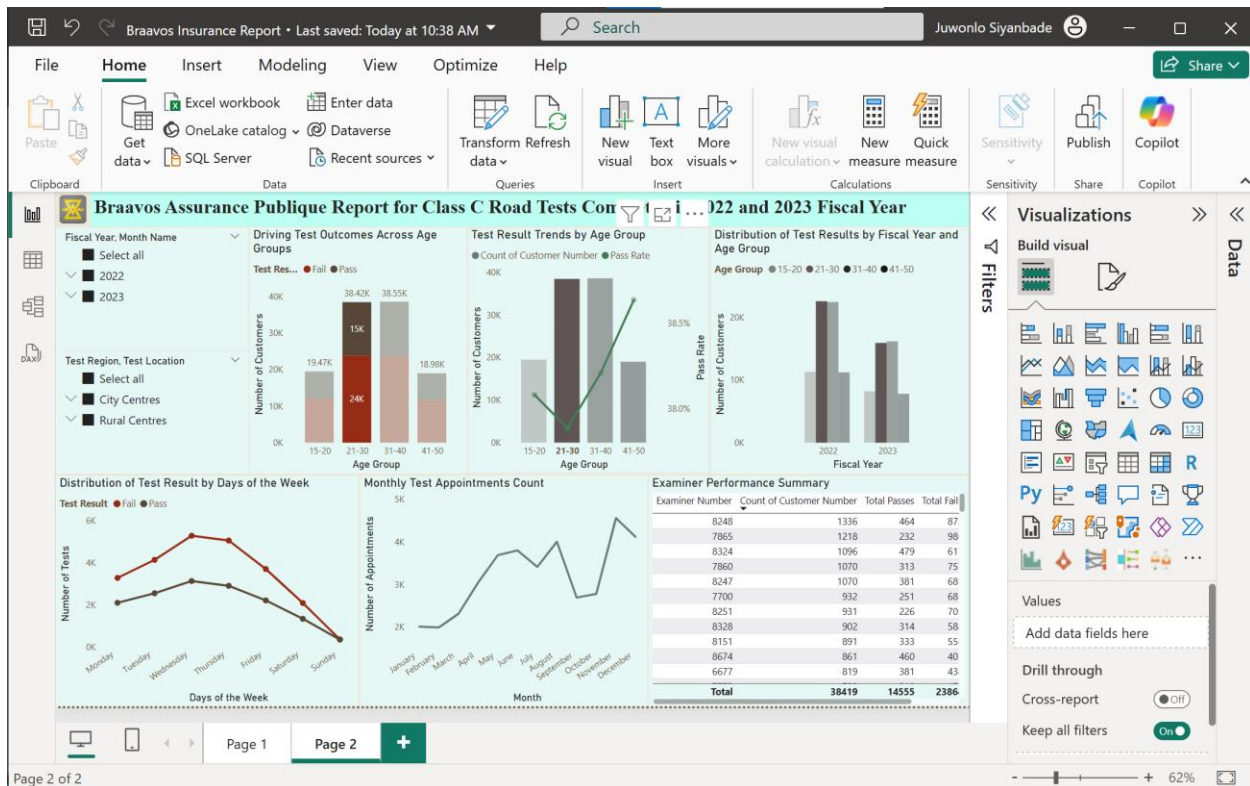 Braavos Insurance Report • Last saved: Today at 10:38 AM
Search
Juwonlo Siyanbade
File Home Insert Modeling View Optimize Help
Share
Paste
Get data
Excel workbook
OneLake catalog
SQL Server
Enter data
Dataverse
Recent sources
Transform data
Refresh
New visual
Text box
More visuals
New visual calculation
New measure
Quick measure
Sensitivity
Publish
Copilot
Clipboard
Data
Queries
Insert
Calculations
Sensitivity
Share
Copilot
Braavos Assurance Publique Report for Class C Road Tests Com 2022 and 2023 Fiscal Year
Fiscal Year, Month Name
Select all
2022
2023
Test Region, Test Location
Select all
City Centres
Rural Centres
Driving Test Outcomes Across Age Groups
Test Res... Fail Pass
Number of Customers
40K
30K
20K
10K
0K
19.47K
38.42K
38.55K
18.98K
15K
24K
15-20 21-30 31-40 41-50
Age Group
Test Result Trends by Age Group
Count of Customer Number Pass Rate
Number of Customers
40K
30K
20K
10K
0K
38.5%
38.0%
Pass Rate
15-20 21-30 31-40 41-50
Age Group
Distribution of Test Results by Fiscal Year and Age Group
Age Group 15-20 21-30 31-40 41-50
Number of Customers
20K
10K
0K
2022 2023
Fiscal Year
Distribution of Test Result by Days of the Week
Test Result Fail Pass
Number of Tests
6K
4K
2K
0K
Monday Tuesday Wednesday Thursday Friday Saturday Sunday
Days of the Week
Monthly Test Appointments Count
Number of Appointments
5K
4K
3K
2K
January February March April May June July August September October November December
Month
Examiner Performance Summary
Examiner Number Count of Customer Number Total Passes Total Fail
8248 1336 464 87
7865 1218 232 98
8324 1096 479 61
7860 1070 313 75
8247 1070 381 68
7700 932 251 68
8251 931 226 70
8328 902 314 58
8151 891 333 55
8674 861 460 40
6677 819 381 43
Total 38419 14555 2386
Filters
Visualizations
Build visual
Data
123
R
Py
Values
Add data fields here
Drill through
Cross-report
Off
Keep all filters
On
Page 1
Page 2
Page 2 of 2
62%